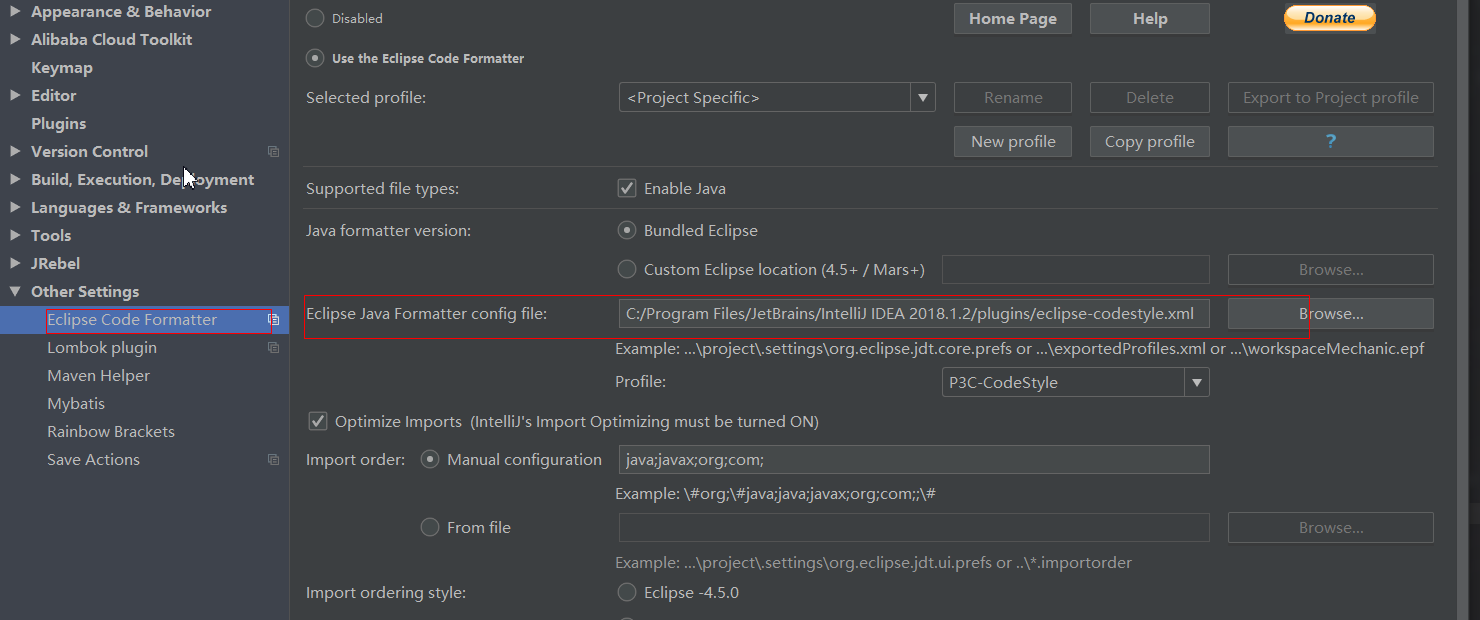 Appearance & Behavior
Alibaba Cloud Toolkit
Keymap
Editor
Plugins
Version Control
Build, Execution, Deployment
Languages & Frameworks
Tools
JRebel
Other Settings
Eclipse Code Formatter
Lombok plugin
Maven Helper
Mybatis
Rainbow Brackets
Save Actions
Disabled
Home Page Help Donate
Use the Eclipse Code Formatter
Selected profile: <Project Specific> Rename Delete Export to Project profile
New profile Copy profile ?
Supported file types: Enable Java
Java formatter version: Bundled Eclipse
Custom Eclipse location (4.5+ / Mars+) Browse...
Eclipse Java Formatter config file: C:/Program Files/JetBrains/IntelliJ IDEA 2018.1.2/plugins/eclipse-codestyle.xml Browse...
Example: ...\project\.settings\org.eclipse.jdt.core.prefs or ...\exportedProfiles.xml or ...\workspaceMechanic.epf
Profile: P3C-CodeStyle
Optimize Imports (IntelliJ's Import Optimizing must be turned ON)
Import order: Manual configuration java;javax;org;com;
Example: \#org;\#java;java;javax;org;com;;\#
From file Browse...
Example: ...\project\.settings\org.eclipse.jdt.ui.prefs or ..\*.importorder
Import ordering style: Eclipse -4.5.0